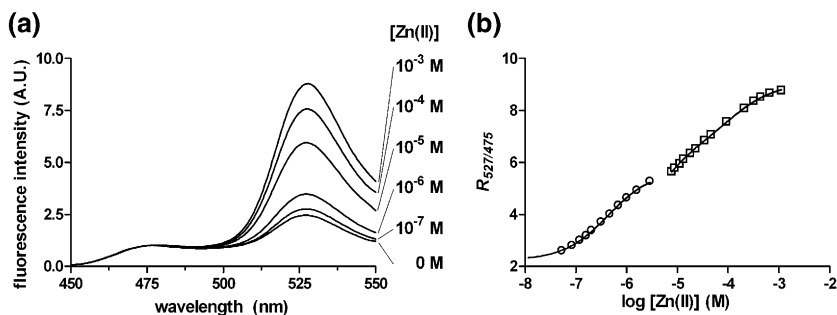 (a)
[Zn(II)]
10⁻³ M
10⁻⁴ M
10⁻⁵ M
10⁻⁶ M
10⁻⁷ M
0 M
fluorescence intensity (A.U.)
10.0
7.5
5.0
2.5
0.0
450 475 500 525 550
wavelength (nm)
(b)
R527/475
10
8
6
4
2
-8 -7 -6 -5 -4 -3 -2
log [Zn(II)] (M)